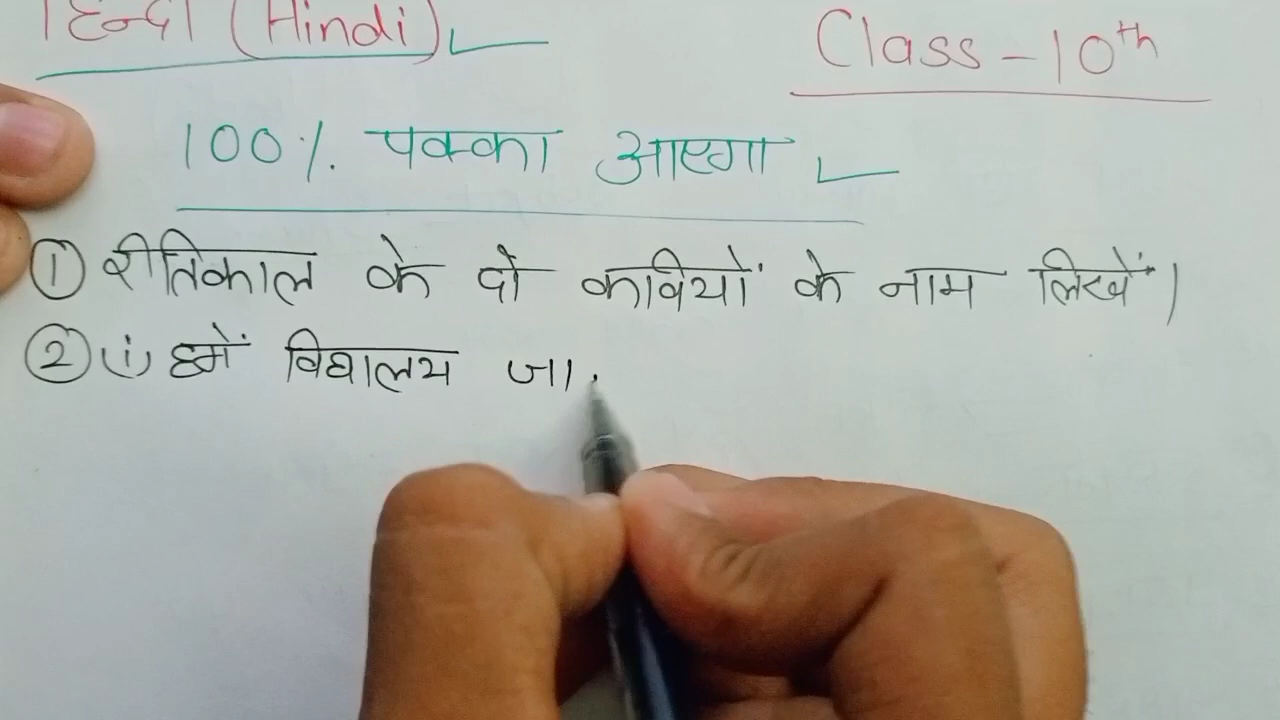 हिन्दी (Hindi)
Class - 10th
100% पक्का आएगा
① रीतिकाल के दो कवियों के नाम लिखें।
② (i) हमें विद्यालय जा